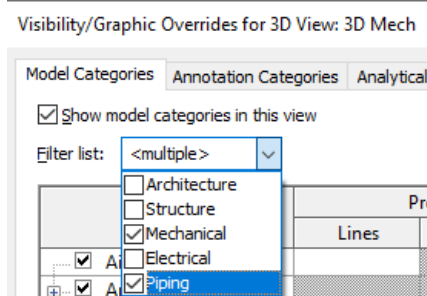 Visibility/Graphic Overrides for 3D View: 3D Mech
Model Categories Annotation Categories Analytical
Show model categories in this view
Filter list: <multiple>
Architecture
Structure
Mechanical
Lines
Electrical
Piping